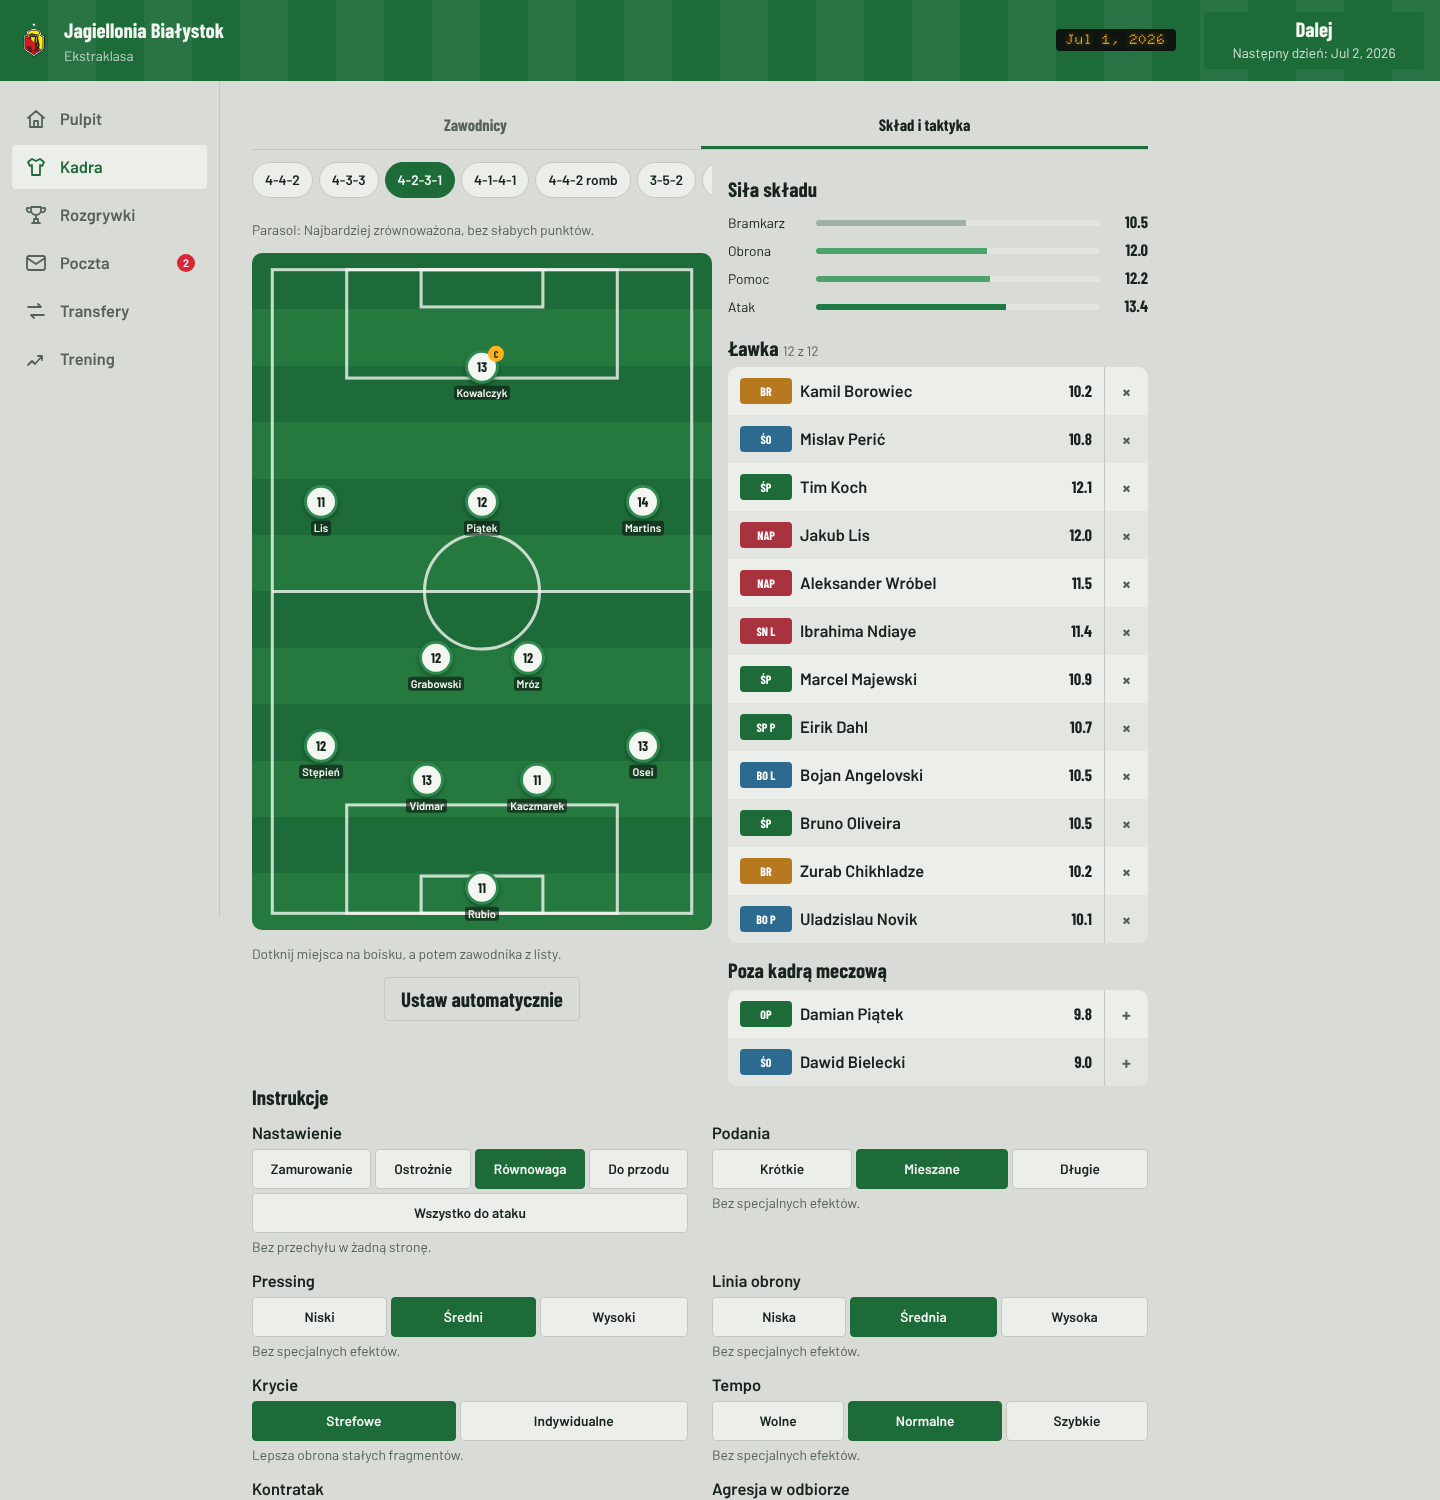 Jagiellonia Białystok
Ekstraklasa
Jul 1, 2026
Dalej
Następny dzień: Jul 2, 2026
Pulpit
Kadra
Rozgrywki
Poczta 2
Transfery
Trening
Zawodnicy
Skład i taktyka
4-4-2
4-3-3
4-2-3-1
4-1-4-1
4-4-2 romb
3-5-2
Parasol: Najbardziej zrównoważona, bez słabych punktów.
13
C
Kowalczyk
11
Lis
12
Piątek
14
Martins
12
Grabowski
12
Mróz
12
Stępień
13
Vidmar
11
Kaczmarek
13
Osei
11
Rubio
Dotknij miejsca na boisku, a potem zawodnika z listy.
Ustaw automatycznie
Siła składu
Bramkarz 10.5
Obrona 12.0
Pomoc 12.2
Atak 13.4
Ławka 12 z 12
BR Kamil Borowiec 10.2 ×
ŚO Mislav Perić 10.8 ×
ŚP Tim Koch 12.1 ×
NAP Jakub Lis 12.0 ×
NAP Aleksander Wróbel 11.5 ×
SN L Ibrahima Ndiaye 11.4 ×
ŚP Marcel Majewski 10.9 ×
SP P Eirik Dahl 10.7 ×
BO L Bojan Angelovski 10.5 ×
ŚP Bruno Oliveira 10.5 ×
BR Zurab Chikhladze 10.2 ×
BO P Uladzislau Novik 10.1 ×
Poza kadrą meczową
OP Damian Piątek 9.8 +
ŚO Dawid Bielecki 9.0 +
Instrukcje
Nastawienie
Zamurowanie
Ostrożnie
Równowaga
Do przodu
Wszystko do ataku
Bez przechyłu w żadną stronę.
Podania
Krótkie
Mieszane
Długie
Bez specjalnych efektów.
Pressing
Niski
Średni
Wysoki
Bez specjalnych efektów.
Linia obrony
Niska
Średnia
Wysoka
Bez specjalnych efektów.
Krycie
Strefowe
Indywidualne
Lepsza obrona stałych fragmentów.
Tempo
Wolne
Normalne
Szybkie
Bez specjalnych efektów.
Kontratak
Agresja w odbiorze